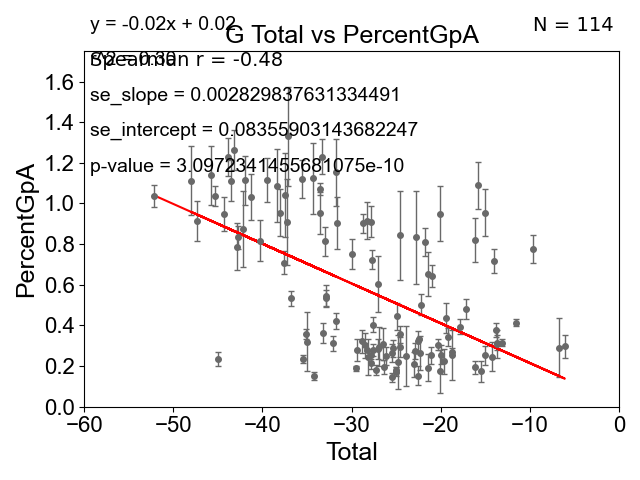 y = -0.02x + 0.02
N = 114
G Total vs PercentGpA
Spearman r = -0.48
se_slope = 0.002829837631334491
se_intercept = 0.08355903143682247
p-value = 3.0972341455681075e-10
PercentGpA
1.6
1.4
1.2
1.0
0.8
0.6
0.4
0.2
0.0
−60
−50
−40
−30
−20
−10
0
Total